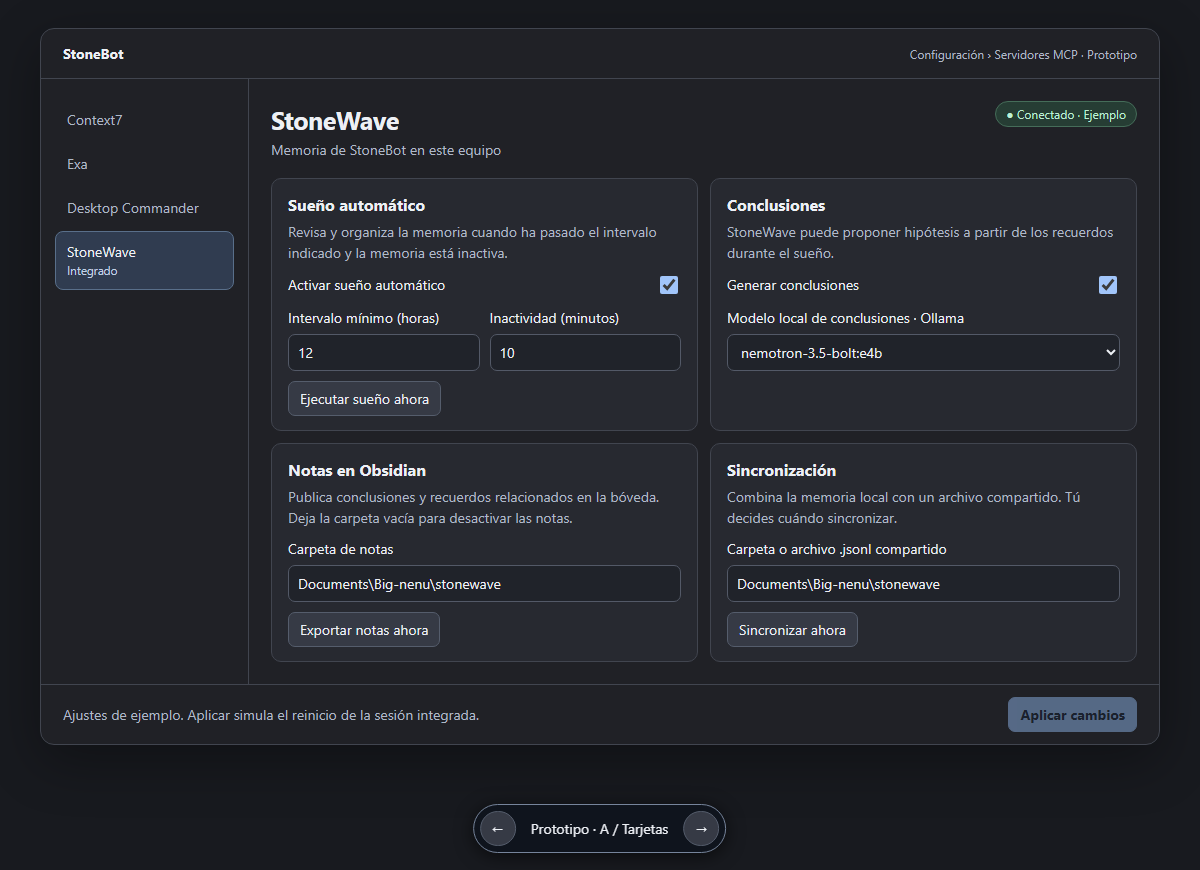 StoneBot
Configuración › Servidores MCP · Prototipo
Context7
Exa
Desktop Commander
StoneWave
Integrado
StoneWave
Memoria de StoneBot en este equipo
● Conectado · Ejemplo
Sueño automático
Revisa y organiza la memoria cuando ha pasado el intervalo
indicado y la memoria está inactiva.
Activar sueño automático
Intervalo mínimo (horas)
Inactividad (minutos)
12
10
Ejecutar sueño ahora
Conclusiones
StoneWave puede proponer hipótesis a partir de los recuerdos
durante el sueño.
Generar conclusiones
Modelo local de conclusiones · Ollama
nemotron-3.5-bolt:e4b
Notas en Obsidian
Publica conclusiones y recuerdos relacionados en la bóveda.
Deja la carpeta vacía para desactivar las notas.
Carpeta de notas
Documents\Big-nenu\stonewave
Exportar notas ahora
Sincronización
Combina la memoria local con un archivo compartido. Tú
decides cuándo sincronizar.
Carpeta o archivo .jsonl compartido
Documents\Big-nenu\stonewave
Sincronizar ahora
Ajustes de ejemplo. Aplicar simula el reinicio de la sesión integrada.
Aplicar cambios
← Prototipo · A / Tarjetas →